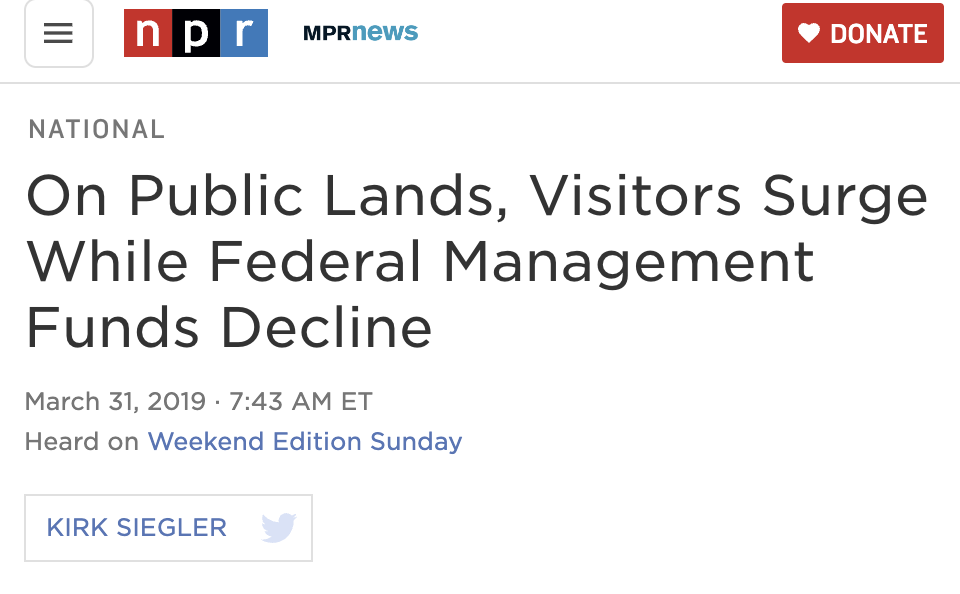 npr MPRnews DONATE
NATIONAL
On Public Lands, Visitors Surge
While Federal Management
Funds Decline
March 31, 2019 · 7:43 AM ET
Heard on Weekend Edition Sunday
KIRK SIEGLER